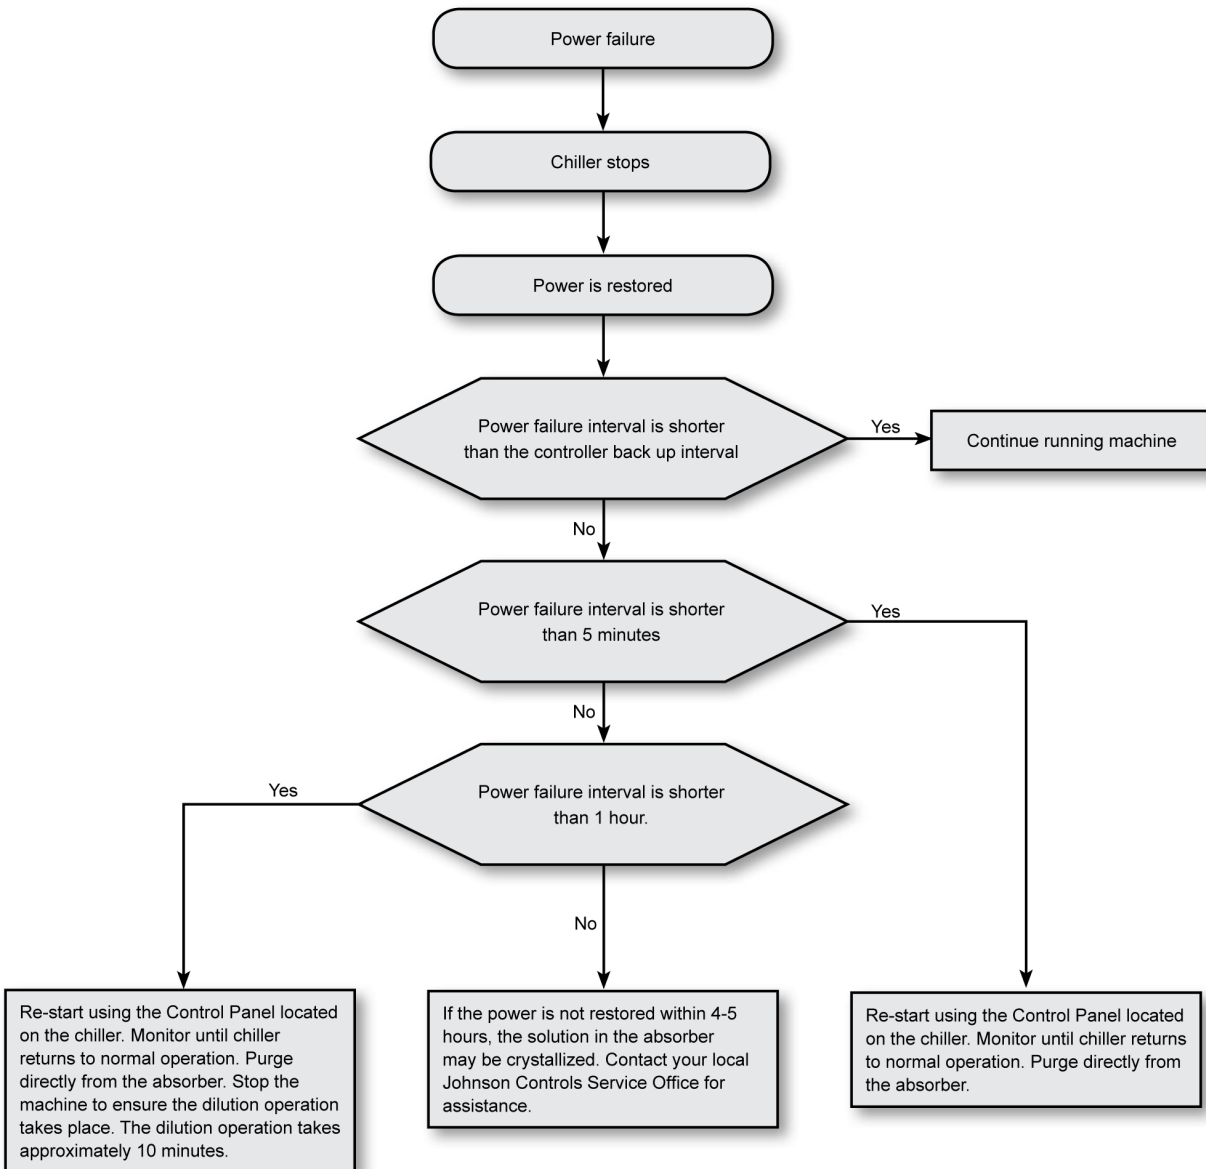 Power failure
Chiller stops
Power is restored
Power failure interval is shorter
than the controller back up interval
Yes
Continue running machine
No
Power failure interval is shorter
than 5 minutes
Yes
No
Power failure interval is shorter
than 1 hour.
Yes
No
Re-start using the Control Panel located
on the chiller. Monitor until chiller
returns to normal operation. Purge
directly from the absorber. Stop the
machine to ensure the dilution operation
takes place. The dilution operation takes
approximately 10 minutes.
If the power is not restored within 4-5
hours, the solution in the absorber
may be crystallized. Contact your local
Johnson Controls Service Office for
assistance.
Re-start using the Control Panel located
on the chiller. Monitor until chiller returns
to normal operation. Purge directly from
the absorber.